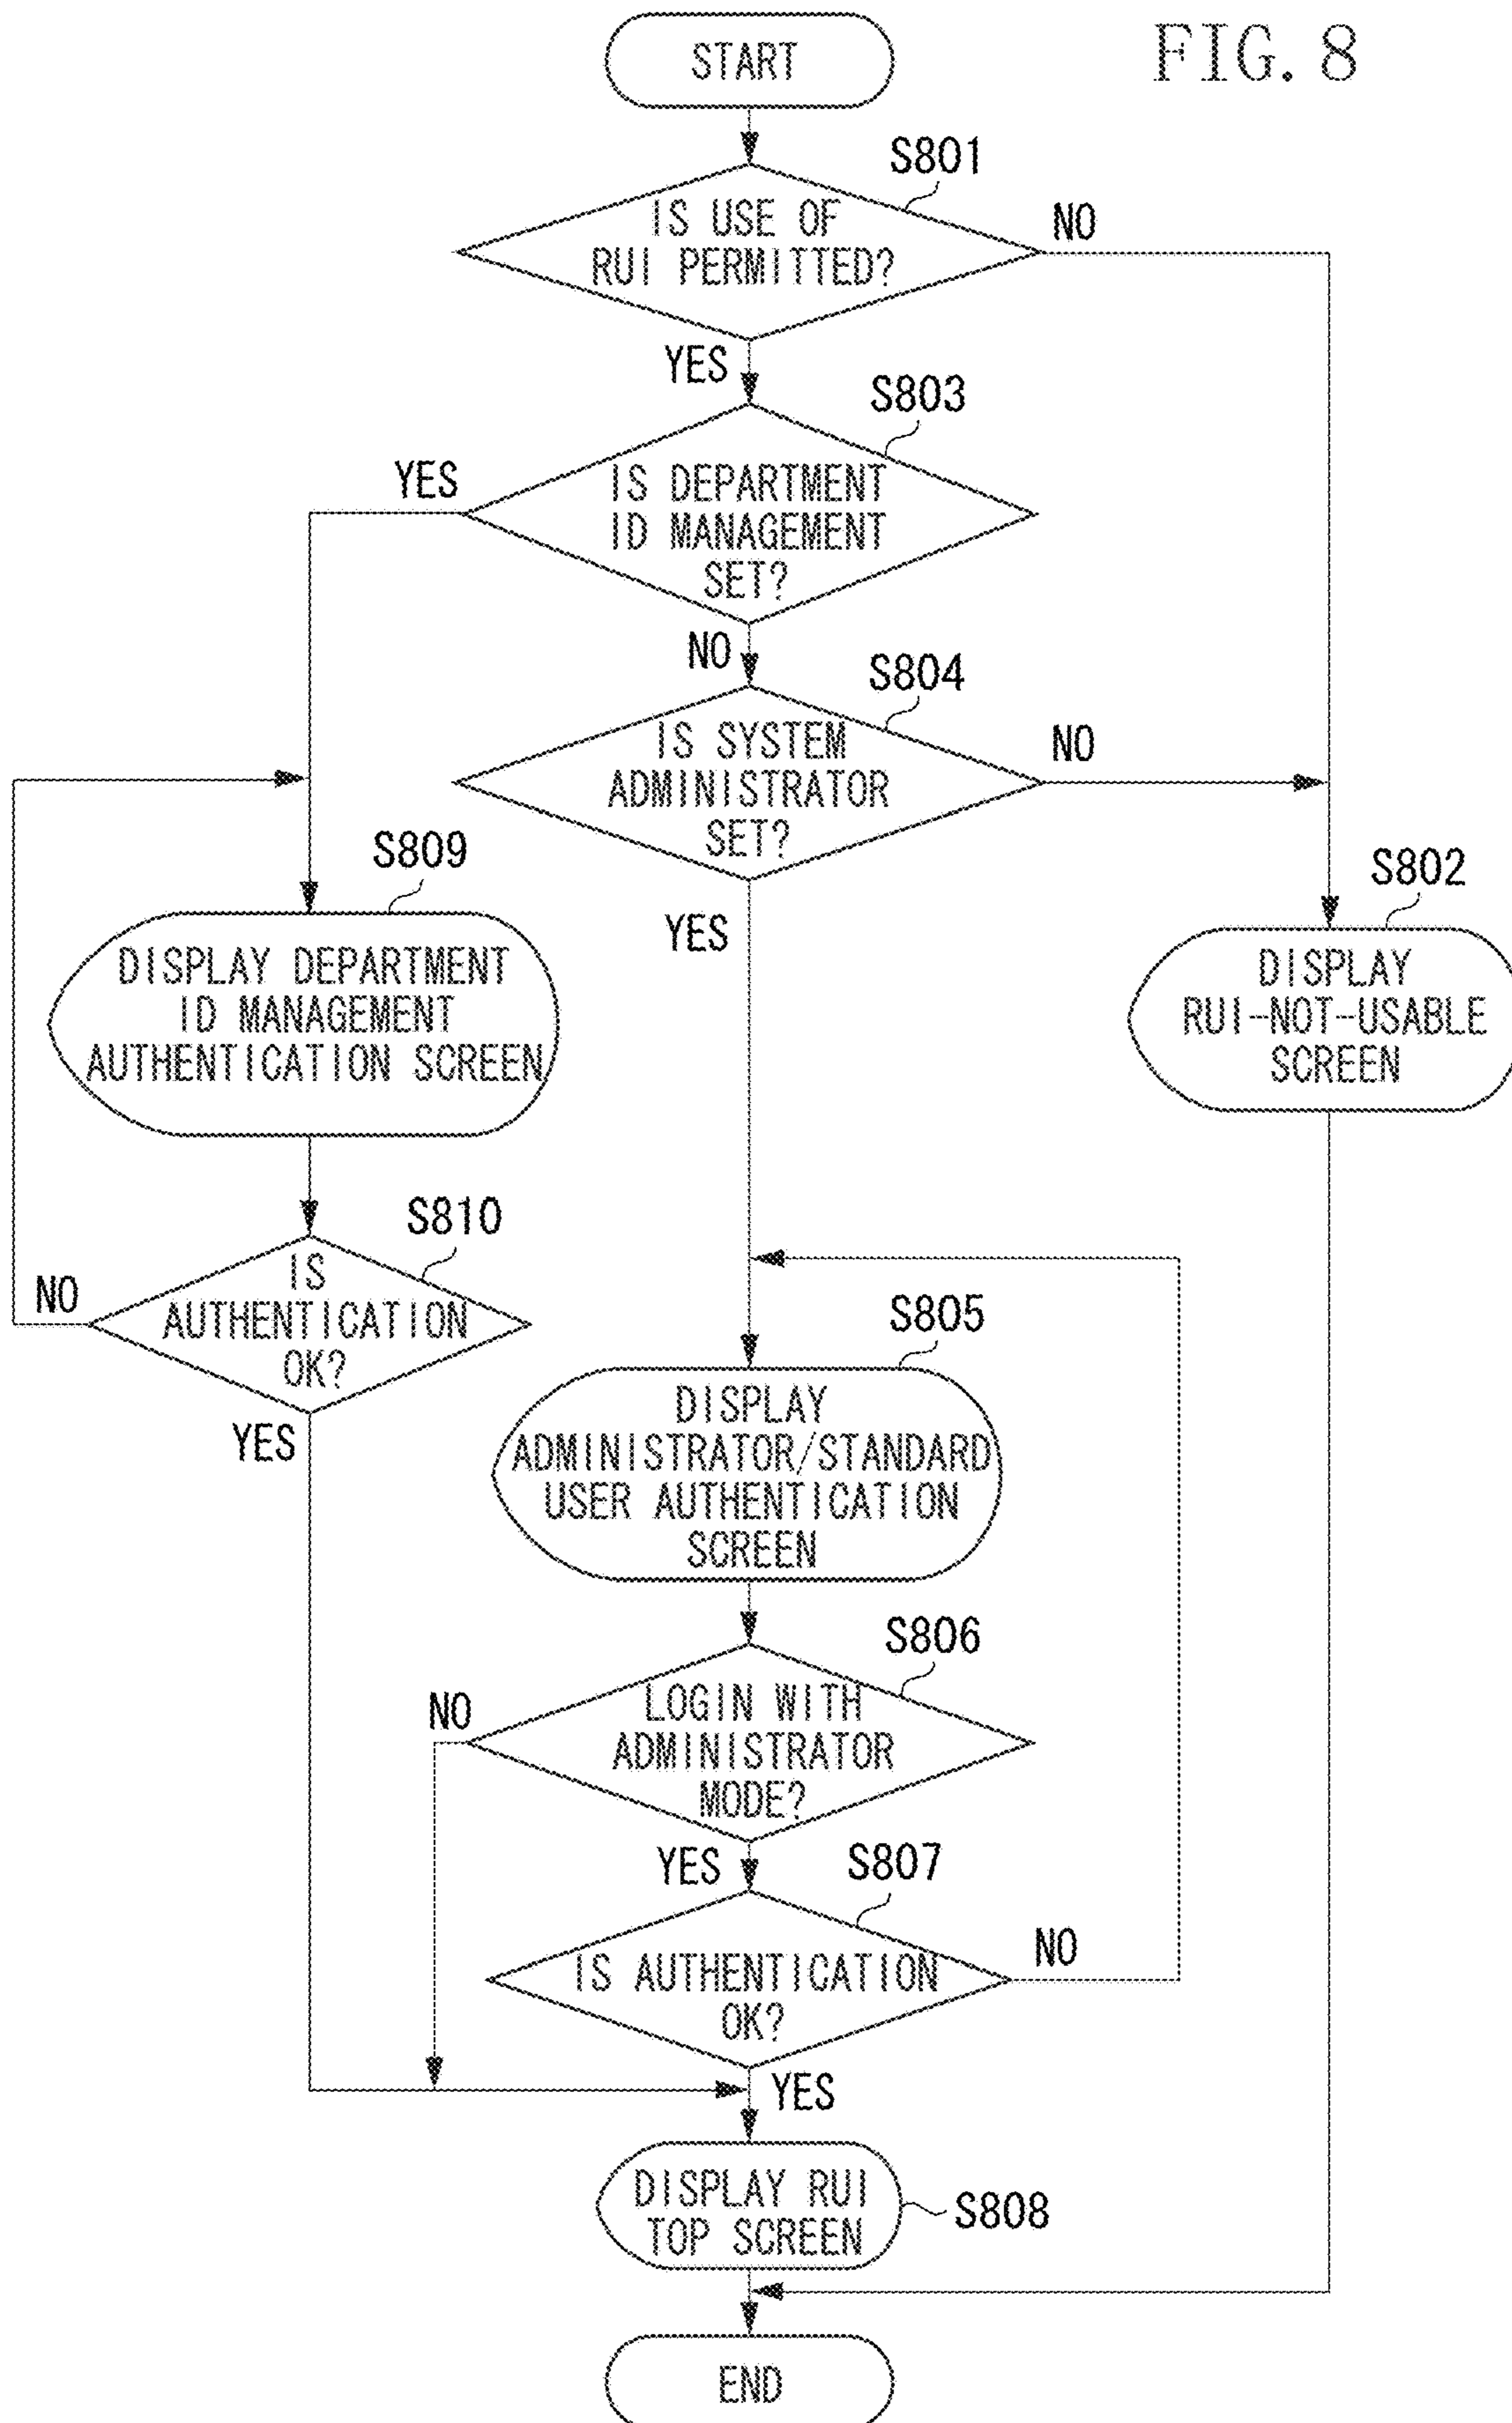 FIG. 8
START
S801
IS USE OF
RUI PERMITTED?
NO
YES
S803
IS DEPARTMENT
ID MANAGEMENT
SET?
YES
NO
S804
IS SYSTEM
ADMINISTRATOR
SET?
NO
YES
S809
DISPLAY DEPARTMENT
ID MANAGEMENT
AUTHENTICATION SCREEN
S802
DISPLAY
RUI-NOT-USABLE
SCREEN
S810
IS
AUTHENTICATION
OK?
NO
YES
S805
DISPLAY
ADMINISTRATOR/STANDARD
USER AUTHENTICATION
SCREEN
S806
LOGIN WITH
ADMINISTRATOR
MODE?
NO
YES
S807
IS AUTHENTICATION
OK?
NO
YES
DISPLAY RUI
TOP SCREEN
S808
END